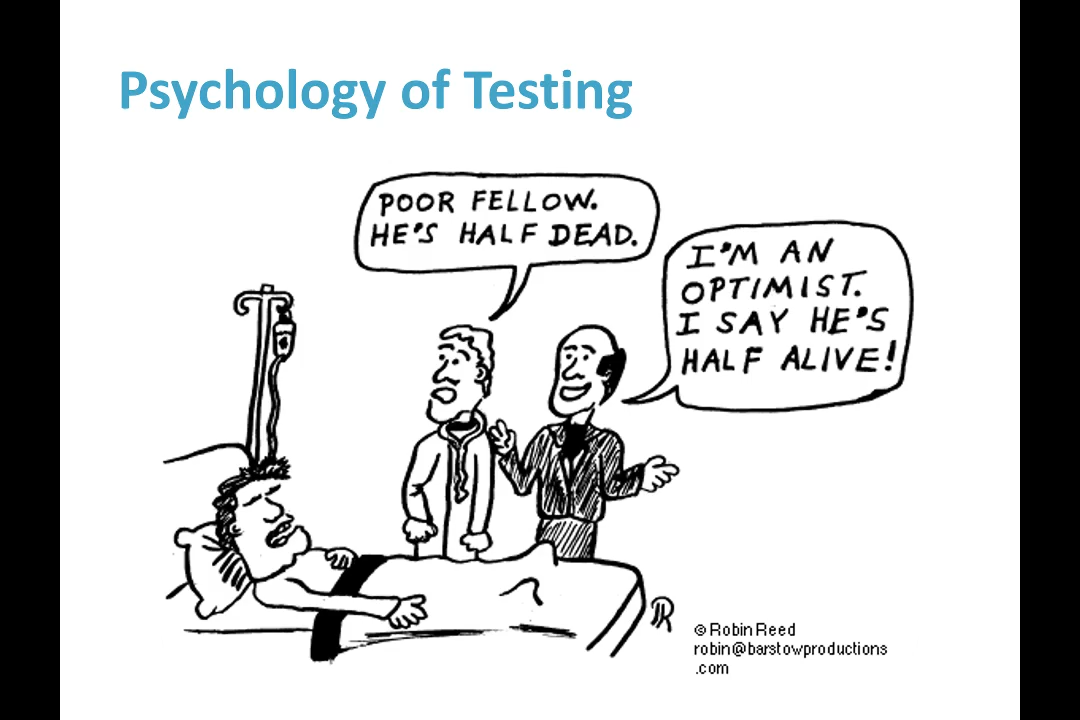 Psychology of Testing
POOR FELLOW.
HE'S HALF DEAD.
I'M AN
OPTIMIST.
I SAY HE'S
HALF ALIVE!
JR
© Robin Reed
robin@barstowproductions
.com